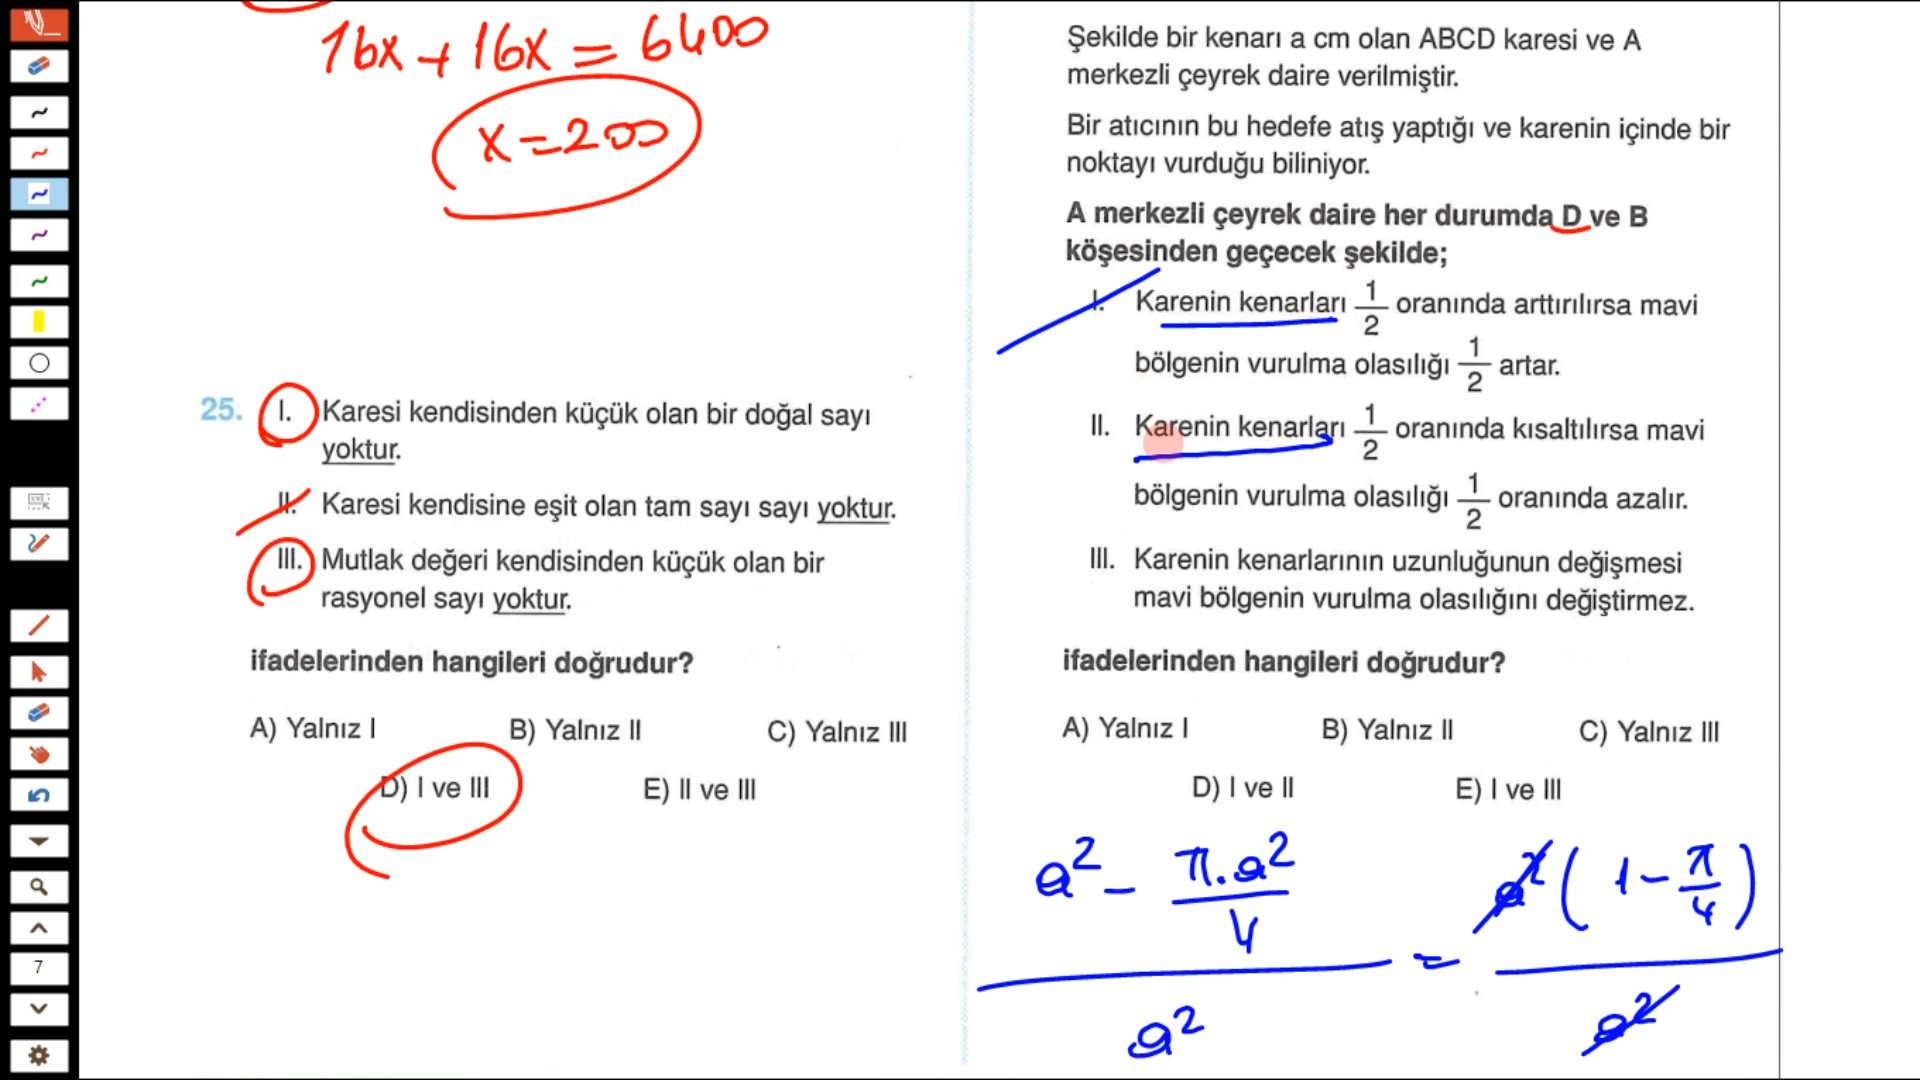 16x + 16x = 6400
x = 200
25. I. Karesi kendisinden küçük olan bir doğal sayı
yoktur.
II. Karesi kendisine eşit olan tam sayı sayı yoktur.
III. Mutlak değeri kendisinden küçük olan bir
rasyonel sayı yoktur.
ifadelerinden hangileri doğrudur?
A) Yalnız I B) Yalnız II C) Yalnız III
D) I ve III E) II ve III
Şekilde bir kenarı a cm olan ABCD karesi ve A
merkezli çeyrek daire verilmiştir.
Bir atıcının bu hedefe atış yaptığı ve karenin içinde bir
noktayı vurduğu biliniyor.
A merkezli çeyrek daire her durumda D ve B
köşesinden geçecek şekilde;
I. Karenin kenarları 1/2 oranında arttırılırsa mavi
bölgenin vurulma olasılığı 1/2 artar.
II. Karenin kenarları 1/2 oranında kısaltılırsa mavi
bölgenin vurulma olasılığı 1/2 oranında azalır.
III. Karenin kenarlarının uzunluğunun değişmesi
mavi bölgenin vurulma olasılığını değiştirmez.
ifadelerinden hangileri doğrudur?
A) Yalnız I B) Yalnız II C) Yalnız III
D) I ve II E) I ve III
a² - π.a²/4 = a² (1 - π/4)
a² a²
7